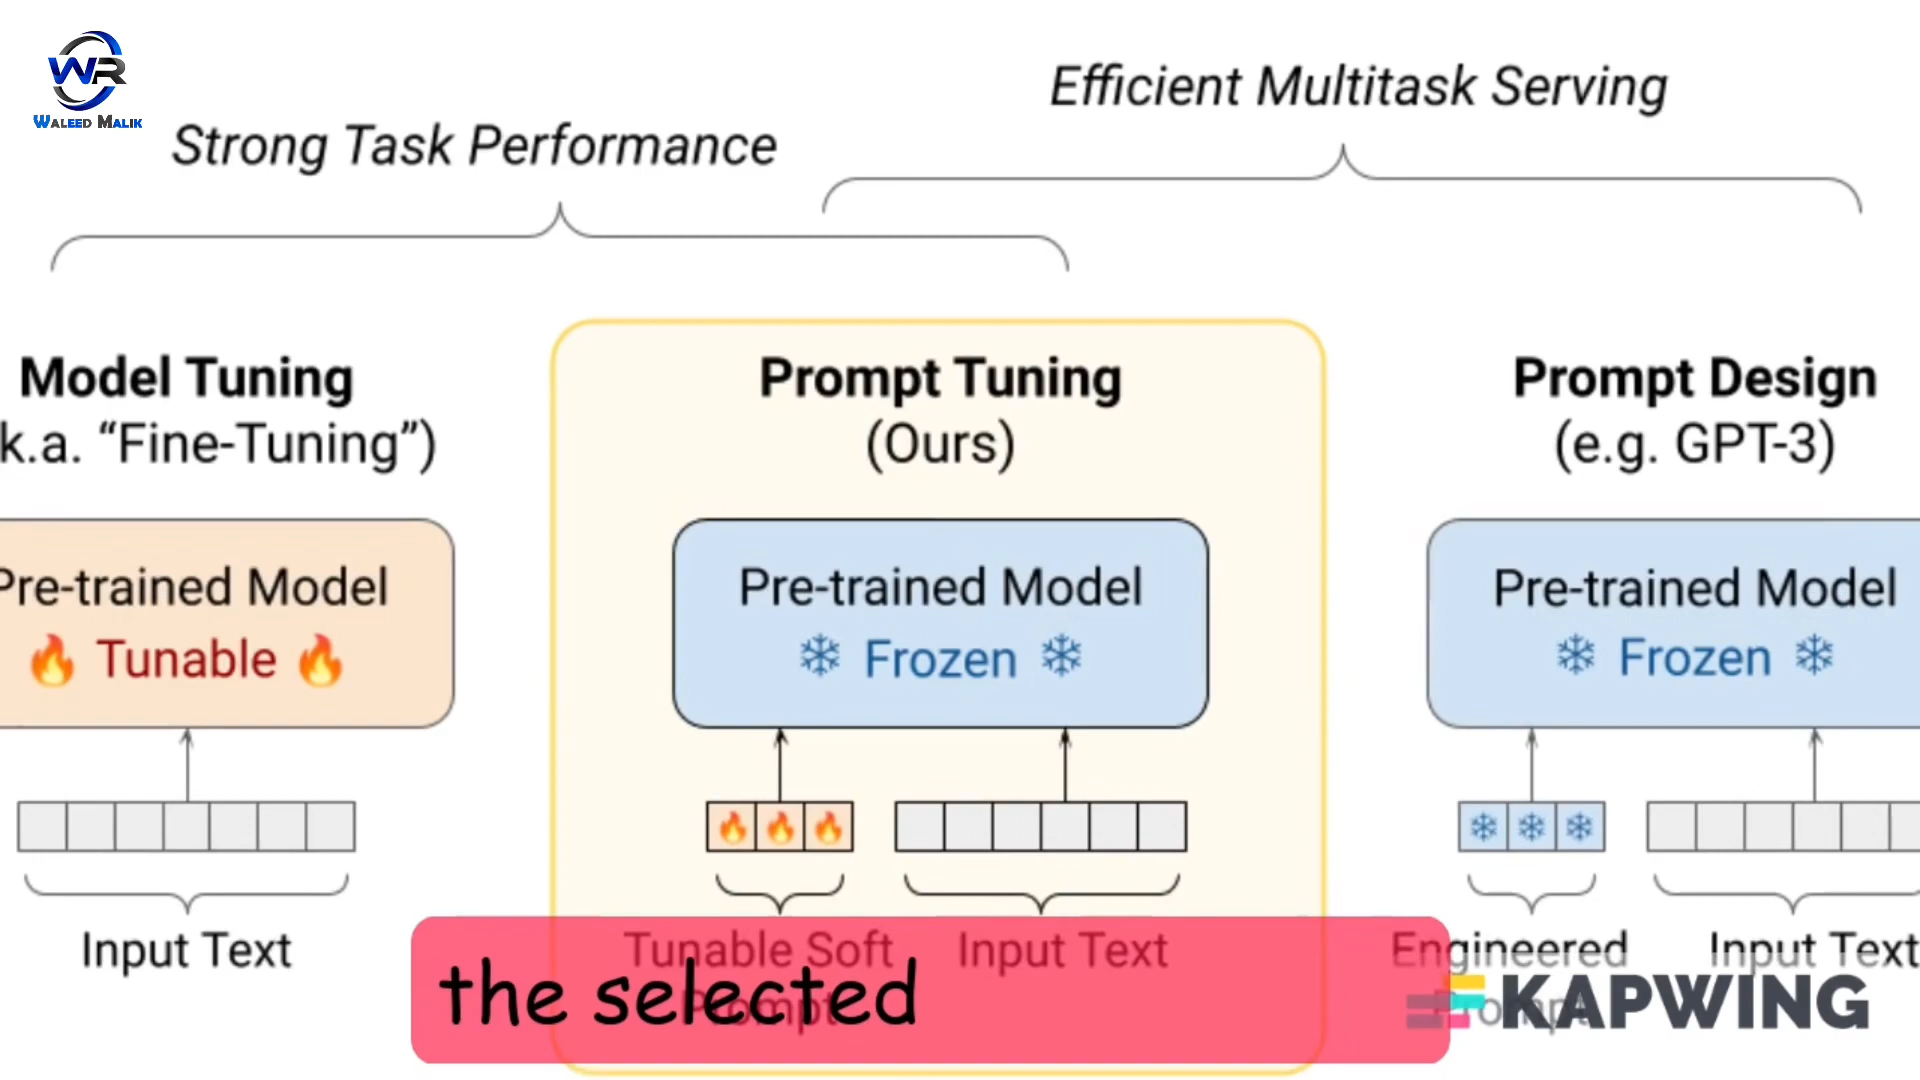 WR
WALEED MALIK
Efficient Multitask Serving
Strong Task Performance
Model Tuning
k.a. “Fine-Tuning”)
Pre-trained Model
Tunable
Input Text
Prompt Tuning
(Ours)
Pre-trained Model
Frozen
Tunable Soft
Prompt
Input Text
Prompt Design
(e.g. GPT-3)
Pre-trained Model
Frozen
Engineered
Prompt
Input Text
the selected
KAPWING